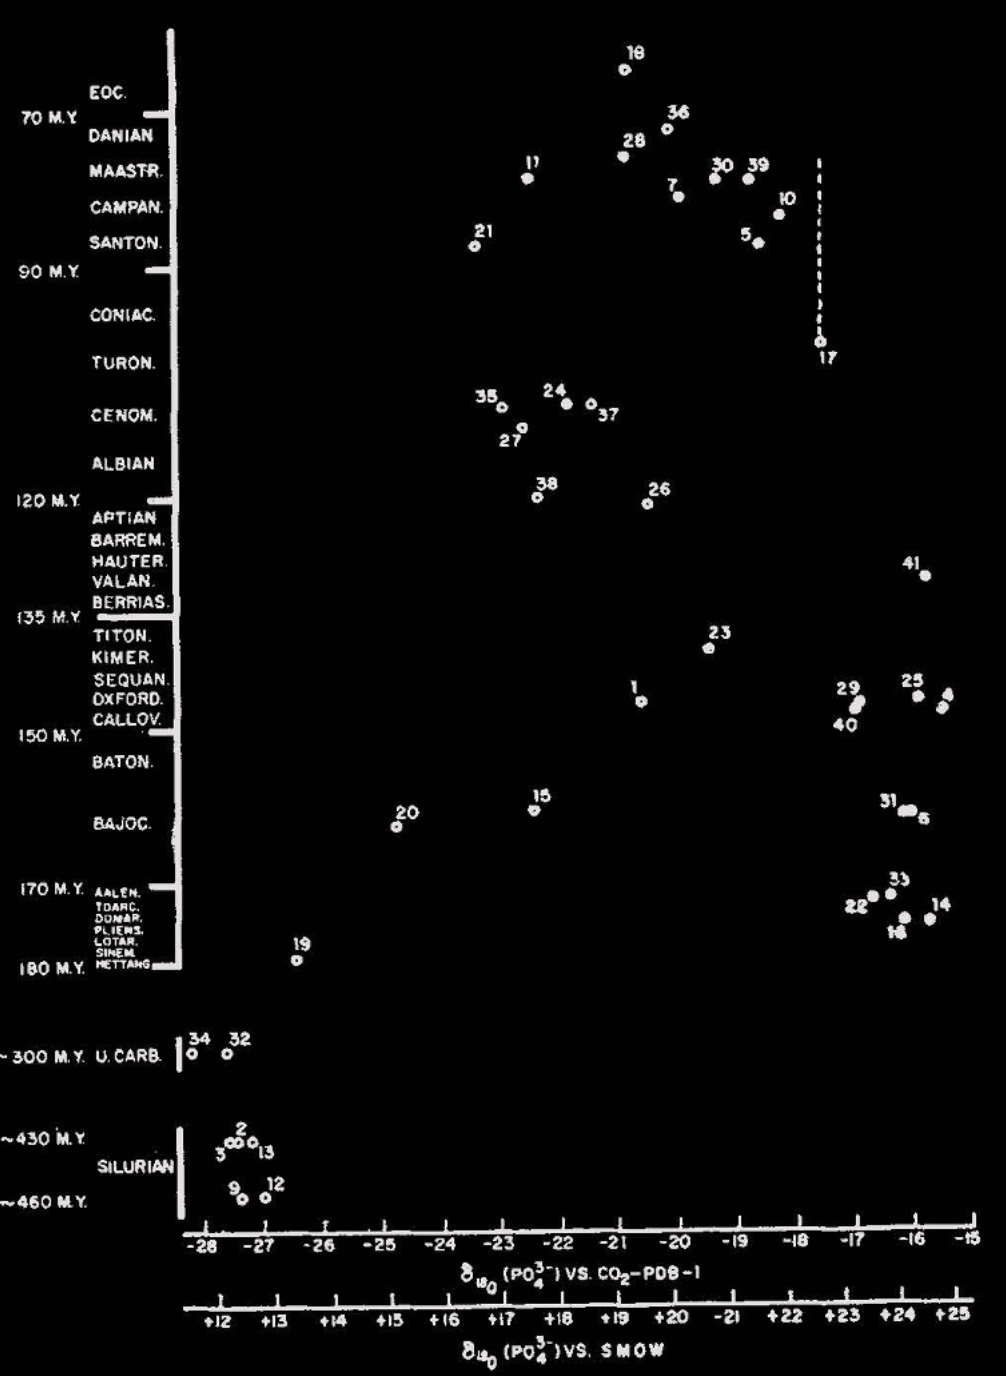 18
EOC.
70 M.Y.
36
DANIAN
28
MAASTR.
11
30
39
7
CAMPAN.
10
21
5
SANTON.
90 M.Y.
CONIAC.
TURON.
17
35
24
37
CENOM.
27
ALBIAN
38
26
120 M.Y.
APTIAN
BARREM.
HAUTER.
41
VALAN.
BERRIAS.
135 M.Y.
TITON.
23
KIMER.
SEQUAN.
1
29
25
4
OXFORD.
CALLOV.
40
150 M.Y.
BATON.
15
31
20
6
BAJOC.
170 M.Y.
AALEN.
33
TOARC.
22
14
DOMAR.
PLIENS.
LOTAR.
SINEM.
19
HETTANG
180 M.Y.
34
32
~300 M.Y. U. CARB.
2
~430 M.Y.
3
13
SILURIAN
9
12
~460 M.Y.
-28 -27 -26 -25 -24 -23 -22 -21 -20 -19 -18 -17 -16 -15
δ18O (PO4 3-) VS. CO2-PDB-1
+12 +13 +14 +15 +16 +17 +18 +19 +20 -21 +22 +23 +24 +25
δ18O (PO4 3-) VS. SMOW